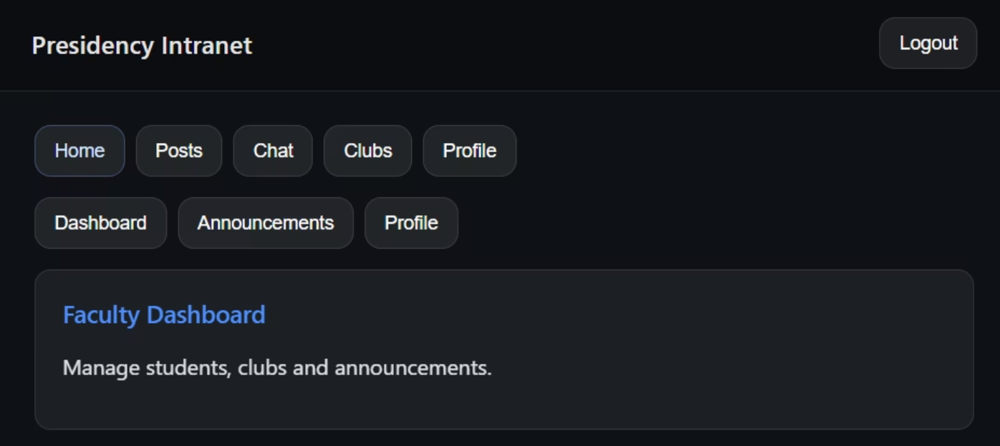 Presidency Intranet Logout
Home Posts Chat Clubs Profile
Dashboard Announcements Profile
Faculty Dashboard
Manage students, clubs and announcements.